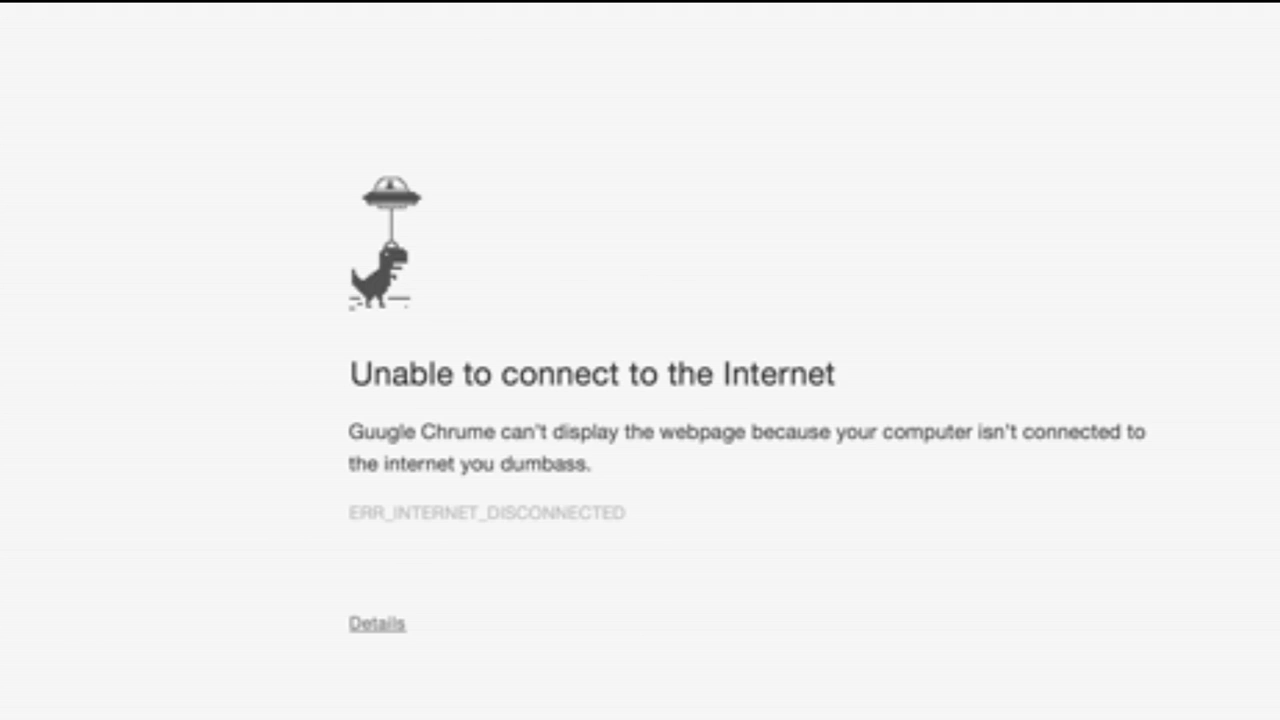 Unable to connect to the Internet
Guugle Chrume can't display the webpage because your computer isn't connected to
the internet you dumbass.
ERR_INTERNET_DISCONNECTED
Details